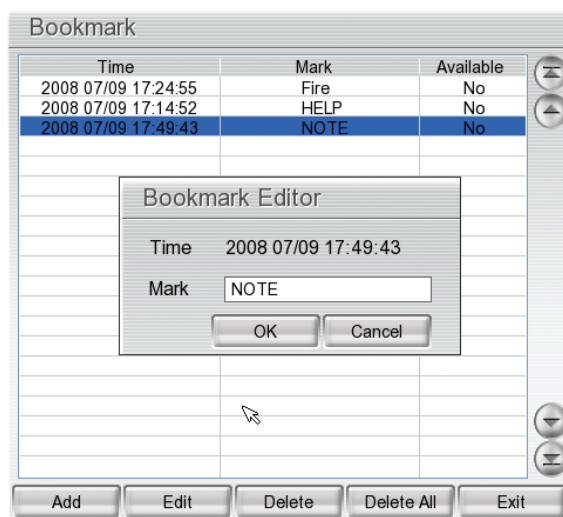 Bookmark
Time Mark Available
2008 07/09 17:24:55 Fire No
2008 07/09 17:14:52 HELP No
2008 07/09 17:49:43 NOTE No
Bookmark Editor
Time 2008 07/09 17:49:43
Mark NOTE
OK Cancel
Add Edit Delete Delete All Exit